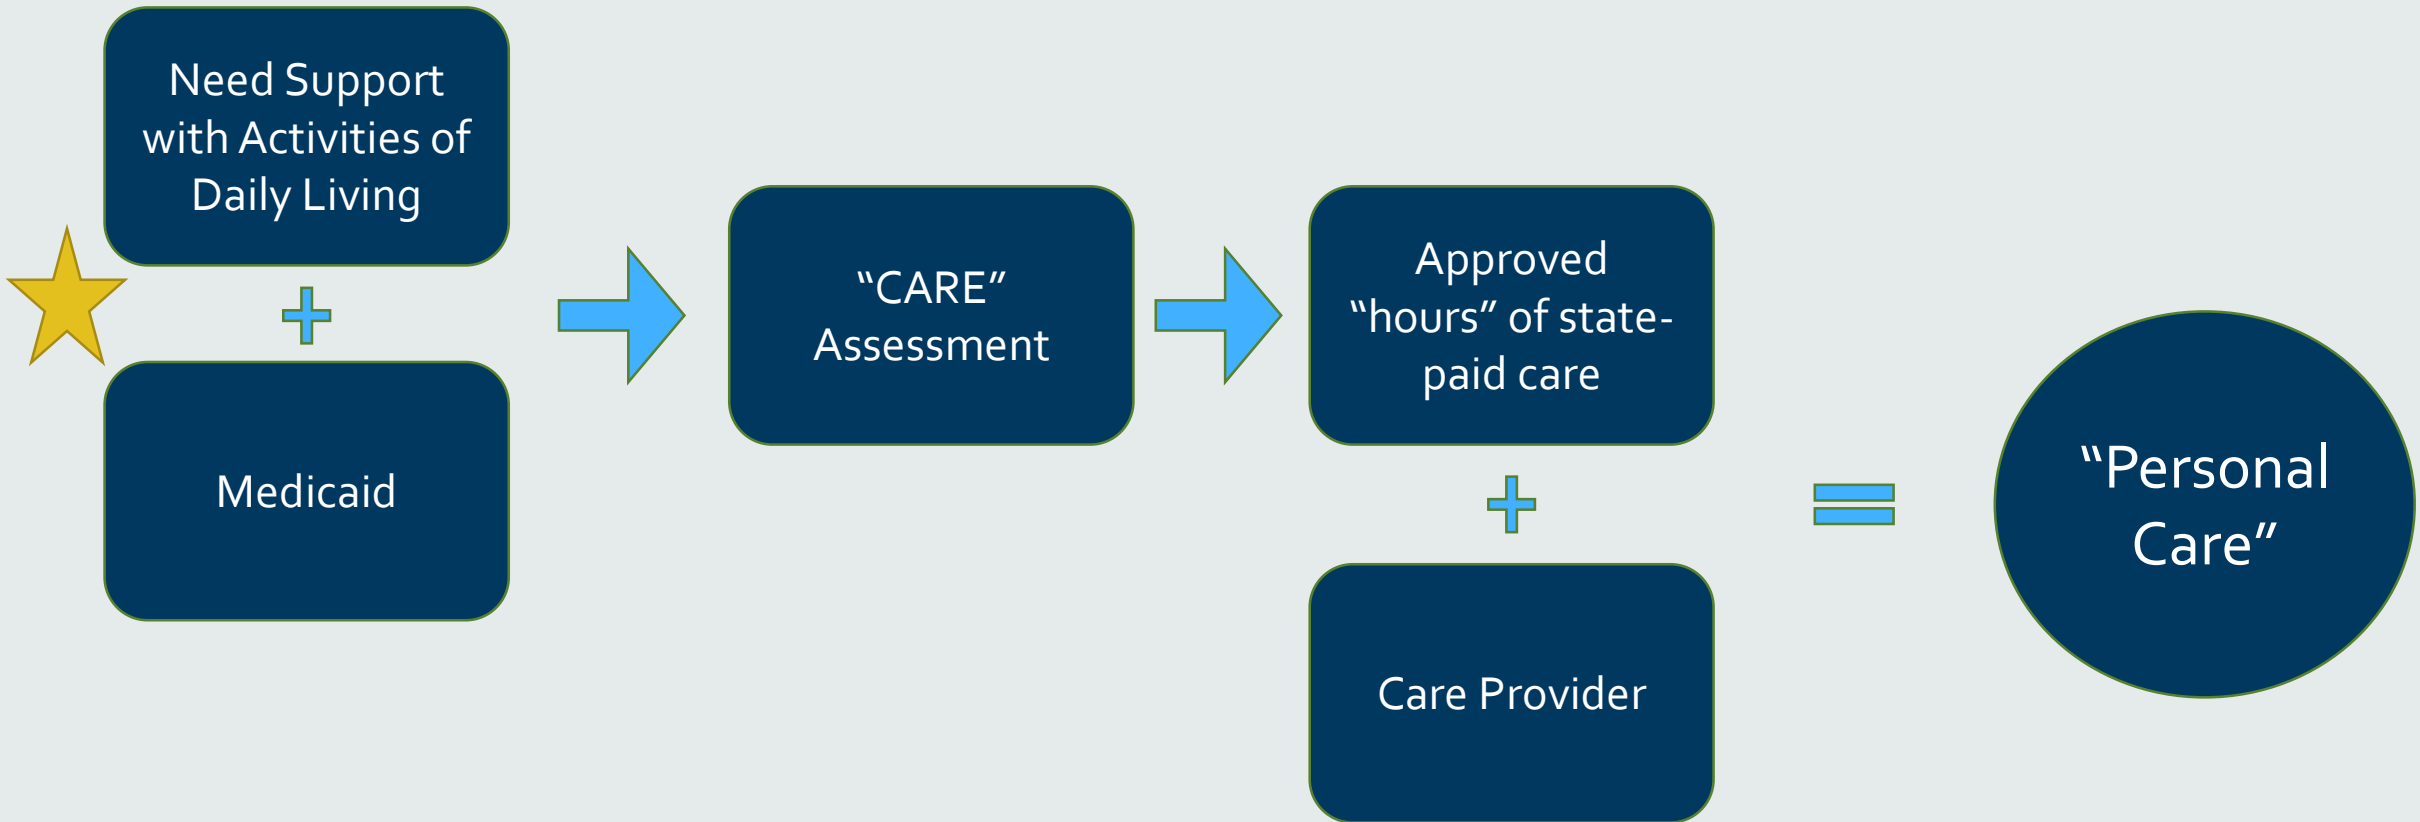 Need Support
with Activities of
Daily Living
Medicaid
“CARE”
Assessment
Approved
“hours” of state-
paid care
Care Provider
“Personal
Care”